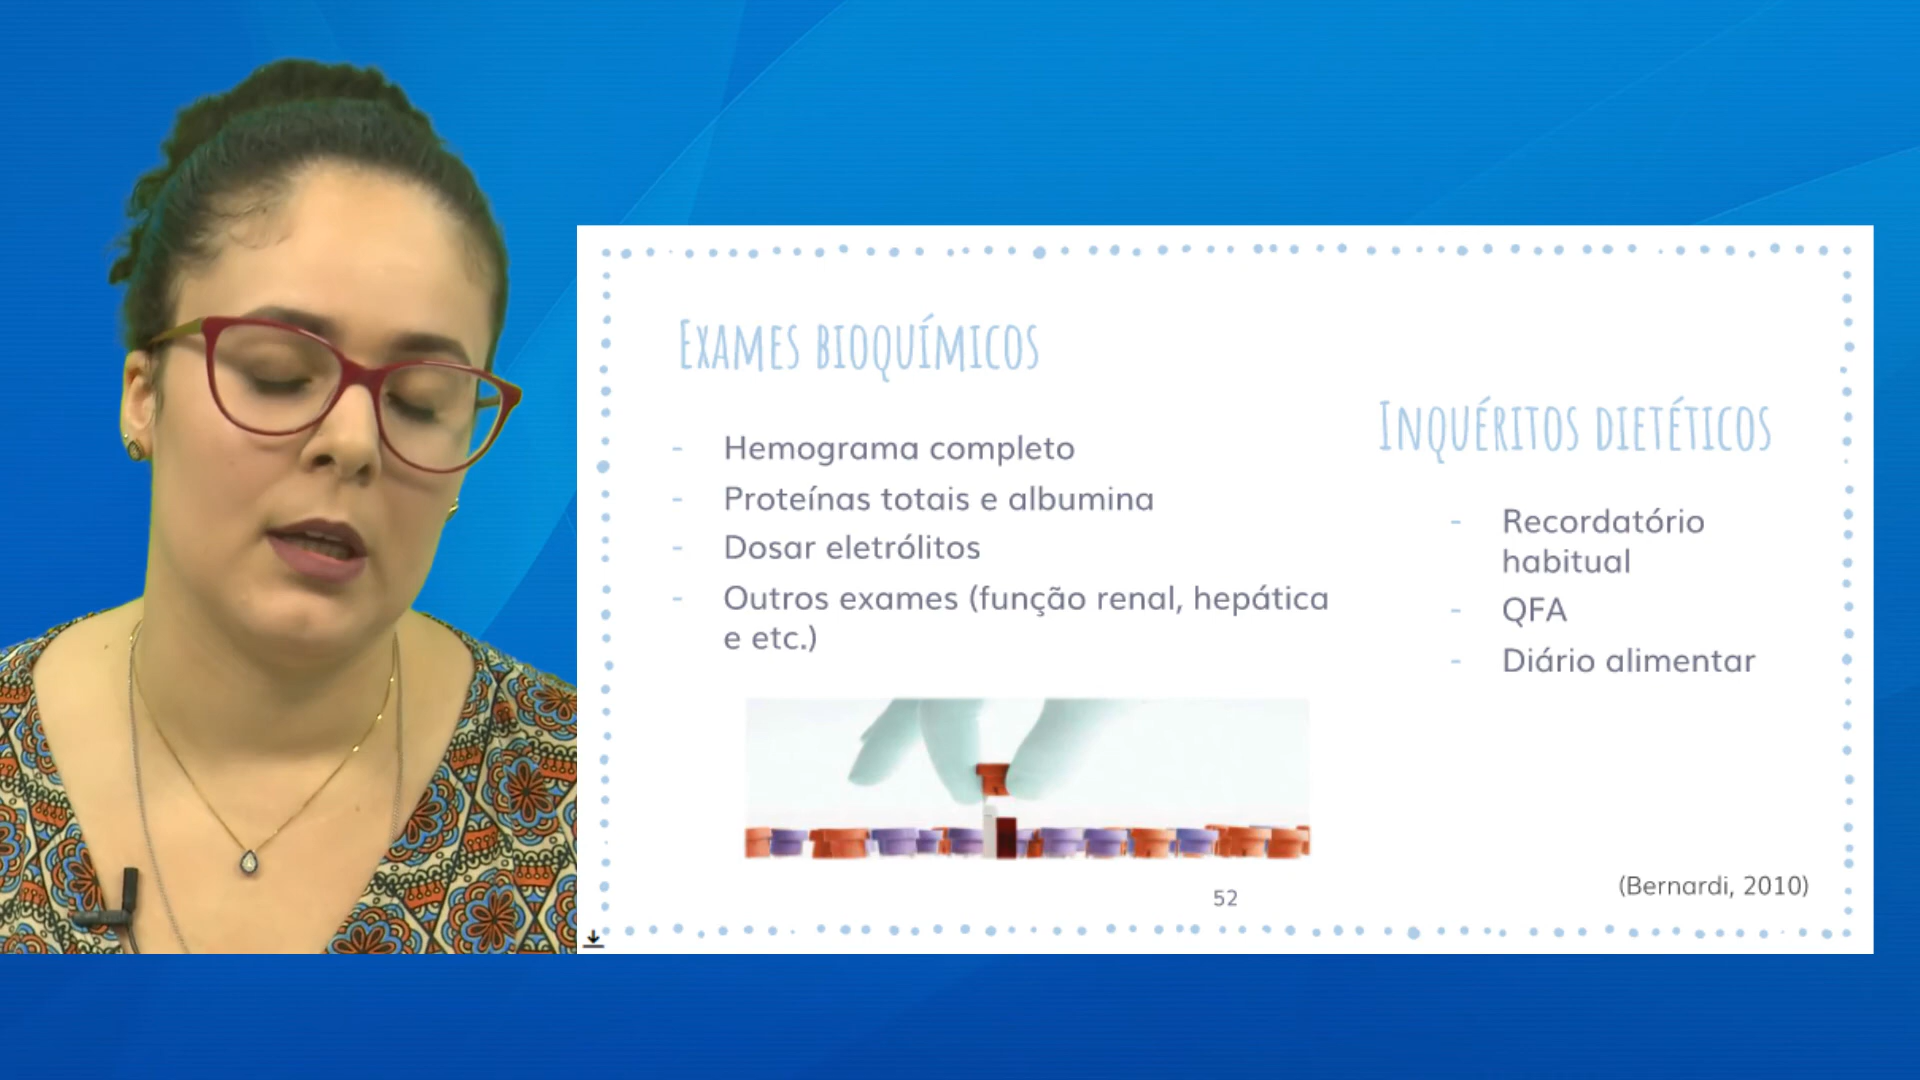 EXAMES BIOQUÍMICOS
- Hemograma completo
- Proteínas totais e albumina
- Dosar eletrólitos
- Outros exames (função renal, hepática
e etc.)
INQUÉRITOS DIETÉTICOS
- Recordatório
habitual
- QFA
- Diário alimentar
(Bernardi, 2010)
52